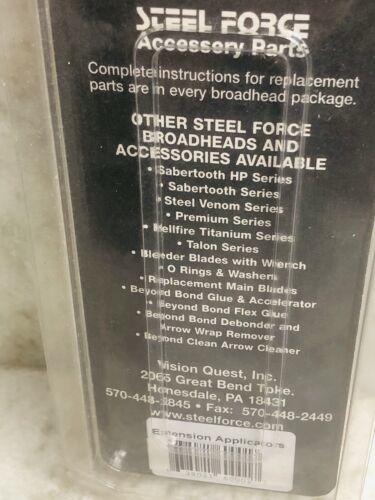 STEEL FORCE
Accessory Parts
Complete instructions for replacement
parts are in every broadhead package.
OTHER STEEL FORCE
BROADHEADS AND
ACCESSORIES AVAILABLE
• Sabertooth HP Series
• Sabertooth Series
• Steel Venom Series
• Premium Series
• Hellfire Titanium Series
• Talon Series
• Bleeder Blades with Wrench
• O Rings & Washers
• Replacement Main Blades
• Beyond Bond Glue & Accelerator
• Beyond Bond Flex Glue
• Beyond Bond Debonder and
Arrow Wrap Remover
• Beyond Clean Arrow Cleaner
Vision Quest, Inc.
2065 Great Bend Tpke.
Honesdale, PA 18431
570-448-2845 • Fax: 570-448-2449
www.steelforce.com
Extension Applicators